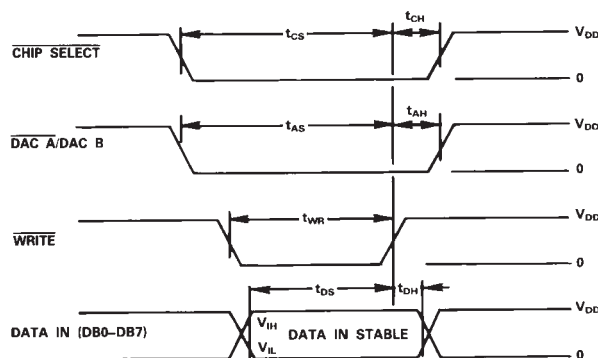 tCS
tCH
VDD
CHIP SELECT
0
tAS
tAH
VDD
DAC A/DAC B
0
tWR
VDD
WRITE
0
tDS
tDH
VDD
DATA IN (DB0–DB7)
VIH
DATA IN STABLE
VIL
0